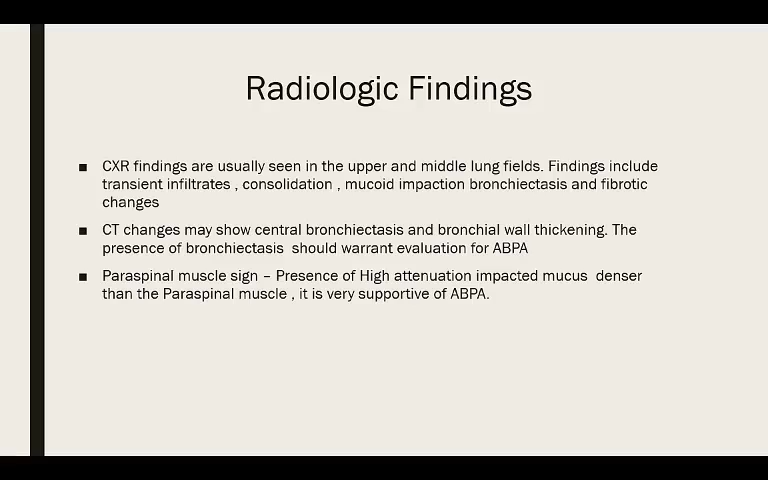 Radiologic Findings
■ CXR findings are usually seen in the upper and middle lung fields. Findings include
transient infiltrates , consolidation , mucoid impaction bronchiectasis and fibrotic
changes
■ CT changes may show central bronchiectasis and bronchial wall thickening. The
presence of bronchiectasis  should warrant evaluation for ABPA
■ Paraspinal muscle sign – Presence of High attenuation impacted mucus  denser
than the Paraspinal muscle , it is very supportive of ABPA.